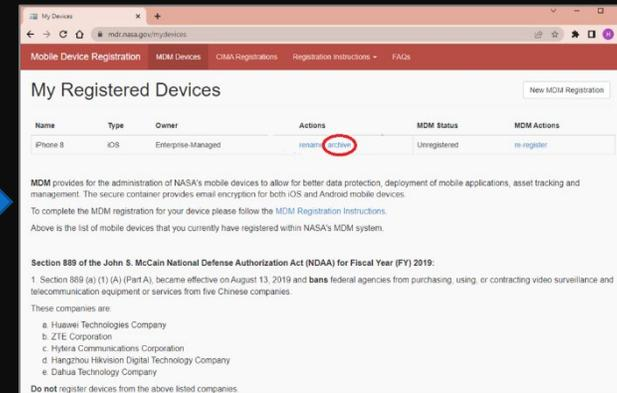 My Devices
mdr.nasa.gov/mydevices
Mobile Device Registration MDM Devices CIMA Registrations Registration Instructions FAQs
My Registered Devices
New MDM Registration
Name Type Owner Actions MDM Status MDM Actions
iPhone 8 iOS Enterprise-Managed rename archive Unregistered re-register
MDM provides for the administration of NASA's mobile devices to allow for better data protection, deployment of mobile applications, asset tracking and
management. The secure container provides email encryption for both iOS and Android mobile devices.
To complete the MDM registration for your device please follow the MDM Registration Instructions.
Above is the list of mobile devices that you currently have registered within NASA's MDM system.
Section 889 of the John S. McCain National Defense Authorization Act (NDAA) for Fiscal Year (FY) 2019:
1. Section 889 (a) (1) (A) (Part A), became effective on August 13, 2019 and bans federal agencies from purchasing, using, or contracting video surveillance and
telecommunication equipment or services from five Chinese companies.
These companies are:
a. Huawei Technologies Company
b. ZTE Corporation
c. Hytera Communications Corporation
d. Hangzhou Hikvision Digital Technology Company
e. Dahua Technology Company
Do not register devices from the above listed companies.